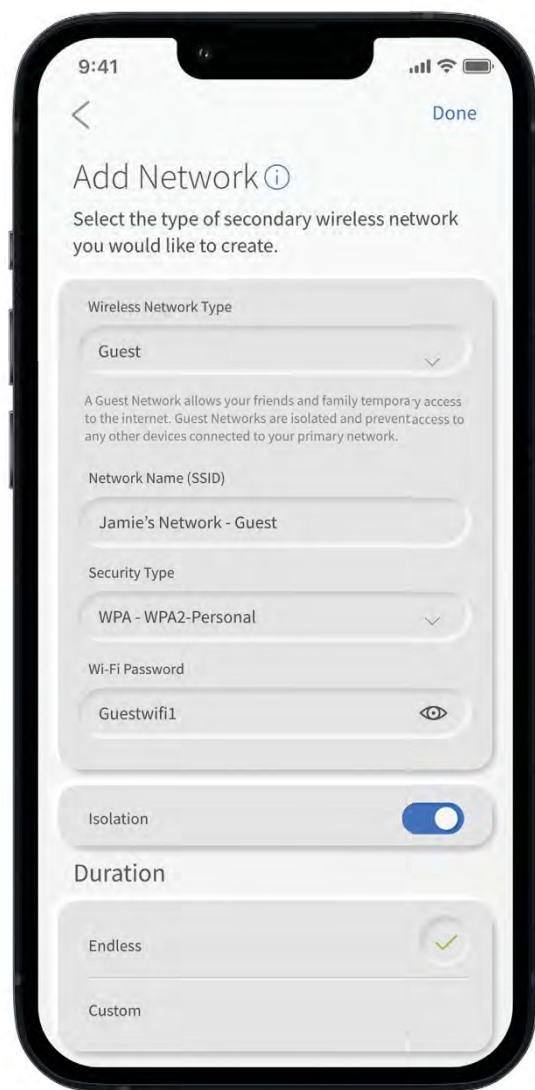 9:41
Done
Add Network
Select the type of secondary wireless network
you would like to create.
Wireless Network Type
Guest
A Guest Network allows your friends and family temporary access
to the internet. Guest Networks are isolated and prevent access to
any other devices connected to your primary network.
Network Name (SSID)
Jamie's Network - Guest
Security Type
WPA - WPA2-Personal
Wi-Fi Password
Guestwifi1
Isolation
Duration
Endless
Custom